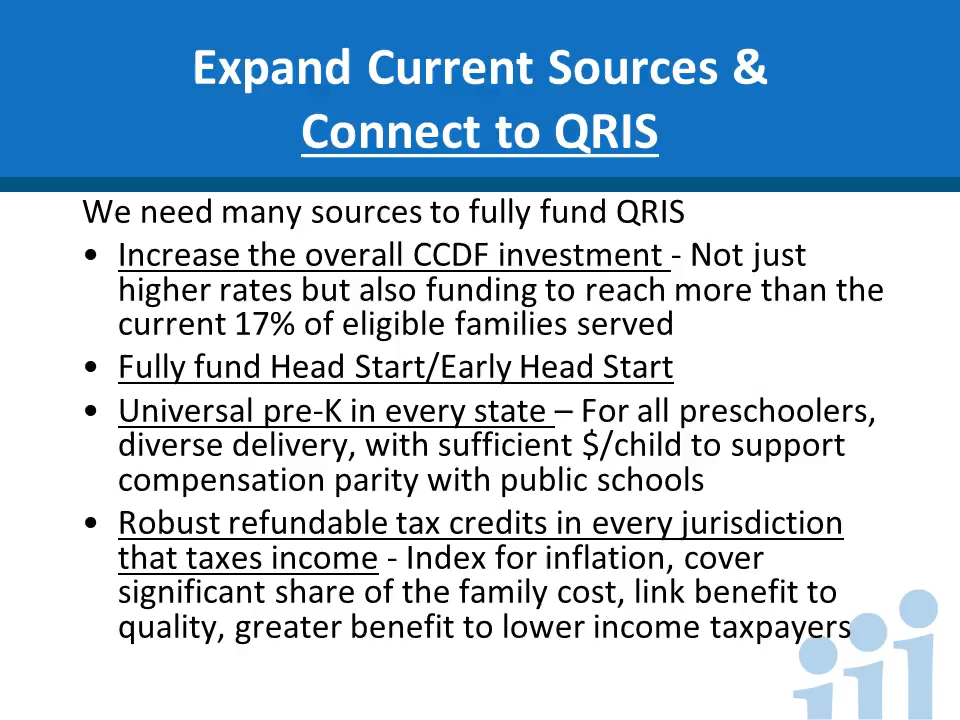 Expand Current Sources &
Connect to QRIS
We need many sources to fully fund QRIS
• Increase the overall CCDF investment - Not just
higher rates but also funding to reach more than the
current 17% of eligible families served
• Fully fund Head Start/Early Head Start
• Universal pre-K in every state – For all preschoolers,
diverse delivery, with sufficient $/child to support
compensation parity with public schools
• Robust refundable tax credits in every jurisdiction
that taxes income - Index for inflation, cover
significant share of the family cost, link benefit to
quality, greater benefit to lower income taxpayers